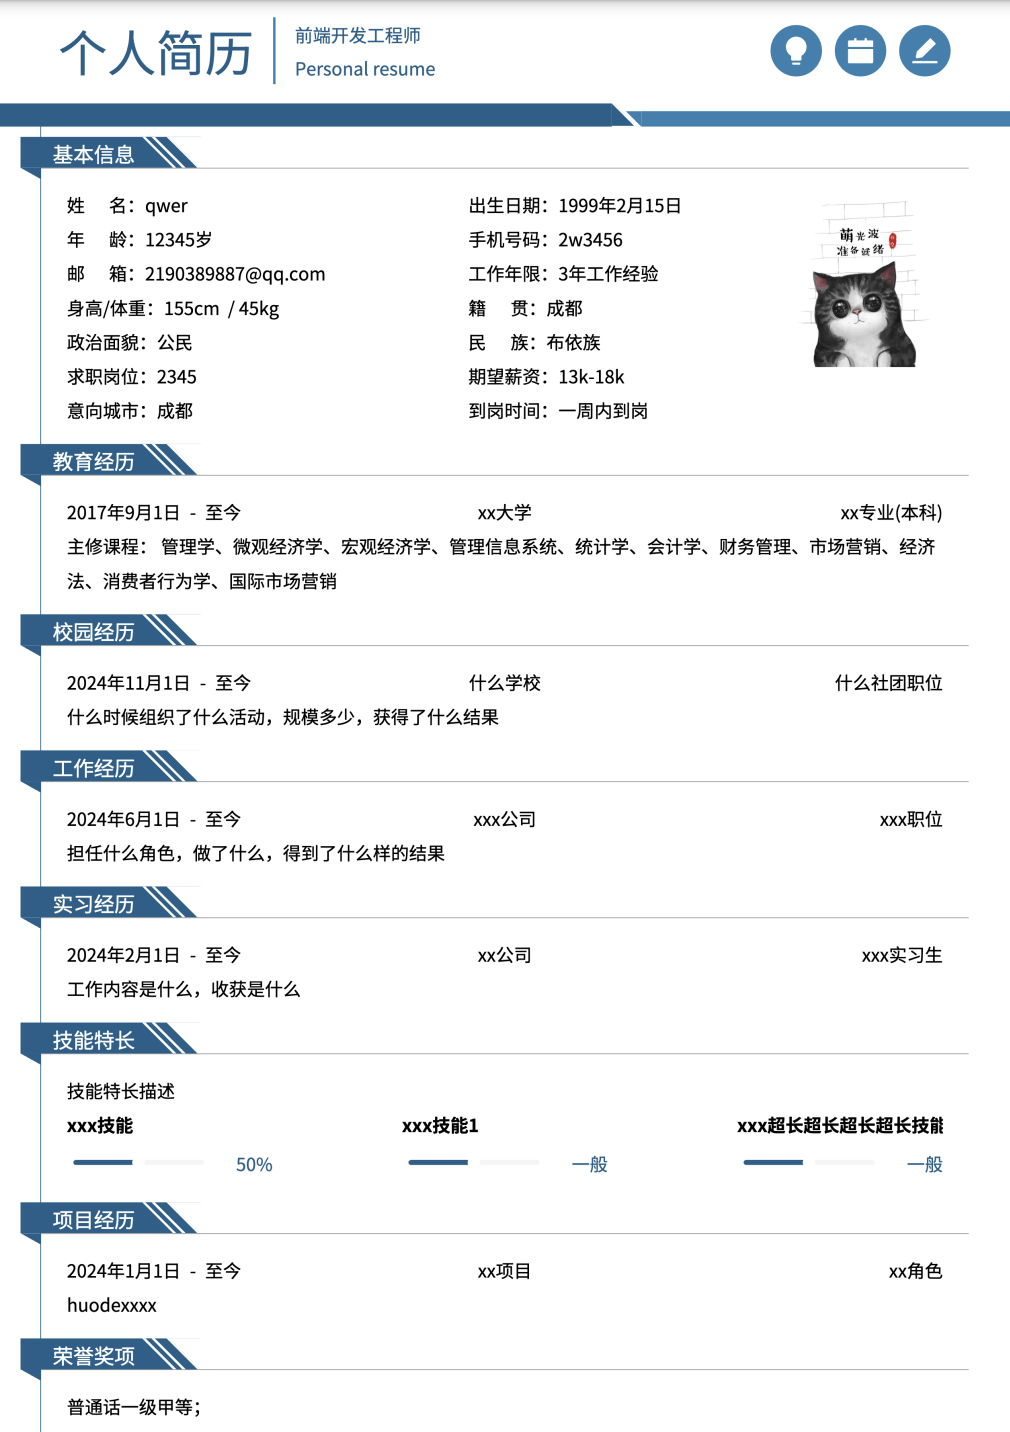 个人简历
前端开发工程师
Personal resume
基本信息
姓 名：qwer 出生日期：1999年2月15日
年 龄：12345岁 手机号码：2w3456
邮 箱：2190389887@qq.com 工作年限：3年工作经验
身高/体重：155cm / 45kg 籍 贯：成都
政治面貌：公民 民 族：布依族
求职岗位：2345 期望薪资：13k-18k
意向城市：成都 到岗时间：一周内到岗
萌光波
准备就绪
教育经历
2017年9月1日 - 至今 xx大学 xx专业(本科)
主修课程： 管理学、微观经济学、宏观经济学、管理信息系统、统计学、会计学、财务管理、市场营销、经济
法、消费者行为学、国际市场营销
校园经历
2024年11月1日 - 至今 什么学校 什么社团职位
什么时候组织了什么活动，规模多少，获得了什么结果
工作经历
2024年6月1日 - 至今 xxx公司 xxx职位
担任什么角色，做了什么，得到了什么样的结果
实习经历
2024年2月1日 - 至今 xx公司 xxx实习生
工作内容是什么，收获是什么
技能特长
技能特长描述
xxx技能 xxx技能1 xxx超长超长超长超长技能
50% 一般 一般
项目经历
2024年1月1日 - 至今 xx项目 xx角色
huodexxxx
荣誉奖项
普通话一级甲等；